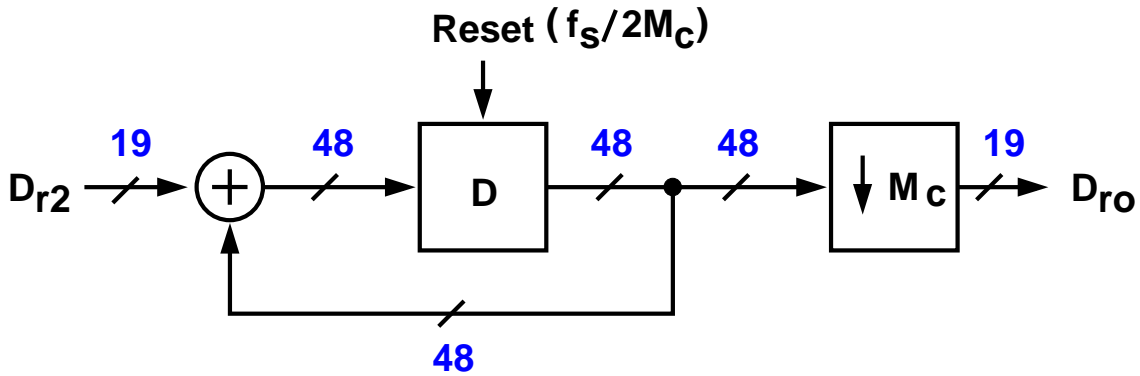 Reset (fs/2Mc)
19 48 48 48 19
Dr2 + D ↓ Mc Dro
48